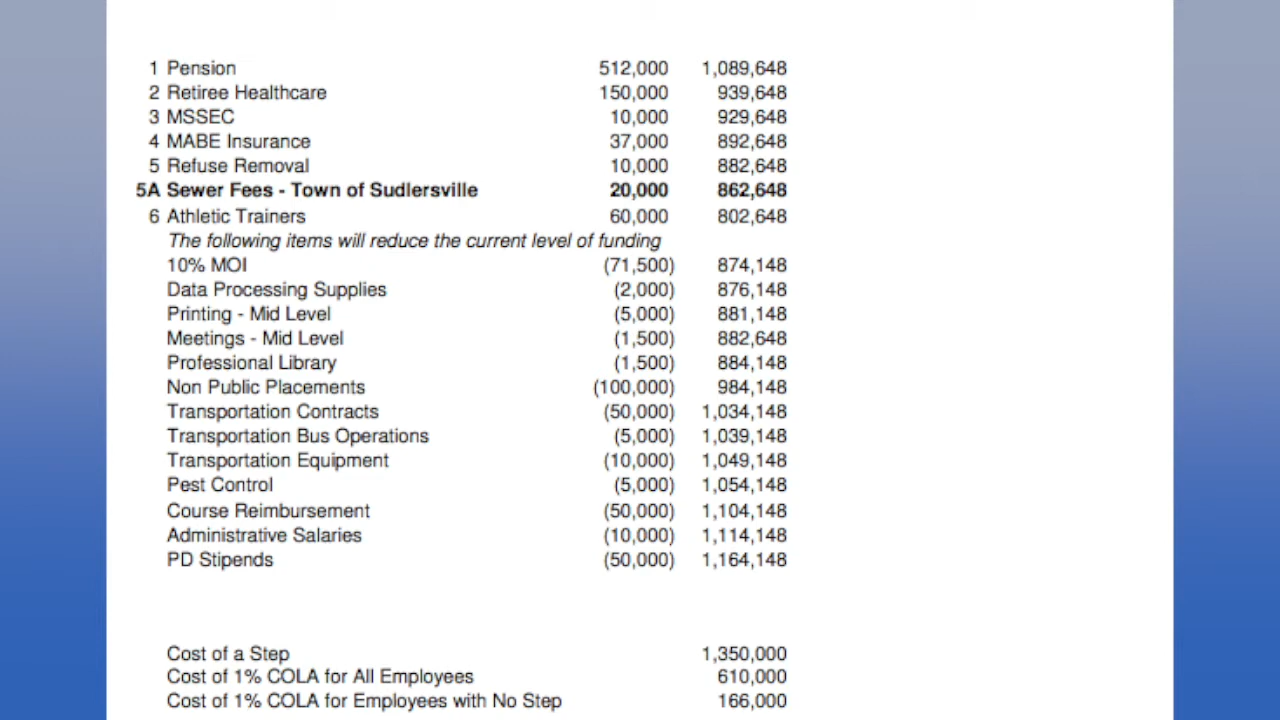 1 Pension 512,000 1,089,648
2 Retiree Healthcare 150,000 939,648
3 MSSEC 10,000 929,648
4 MABE Insurance 37,000 892,648
5 Refuse Removal 10,000 882,648
5A Sewer Fees - Town of Sudlersville 20,000 862,648
6 Athletic Trainers 60,000 802,648
The following items will reduce the current level of funding
10% MOI (71,500) 874,148
Data Processing Supplies (2,000) 876,148
Printing - Mid Level (5,000) 881,148
Meetings - Mid Level (1,500) 882,648
Professional Library (1,500) 884,148
Non Public Placements (100,000) 984,148
Transportation Contracts (50,000) 1,034,148
Transportation Bus Operations (5,000) 1,039,148
Transportation Equipment (10,000) 1,049,148
Pest Control (5,000) 1,054,148
Course Reimbursement (50,000) 1,104,148
Administrative Salaries (10,000) 1,114,148
PD Stipends (50,000) 1,164,148
Cost of a Step 1,350,000
Cost of 1% COLA for All Employees 610,000
Cost of 1% COLA for Employees with No Step 166,000